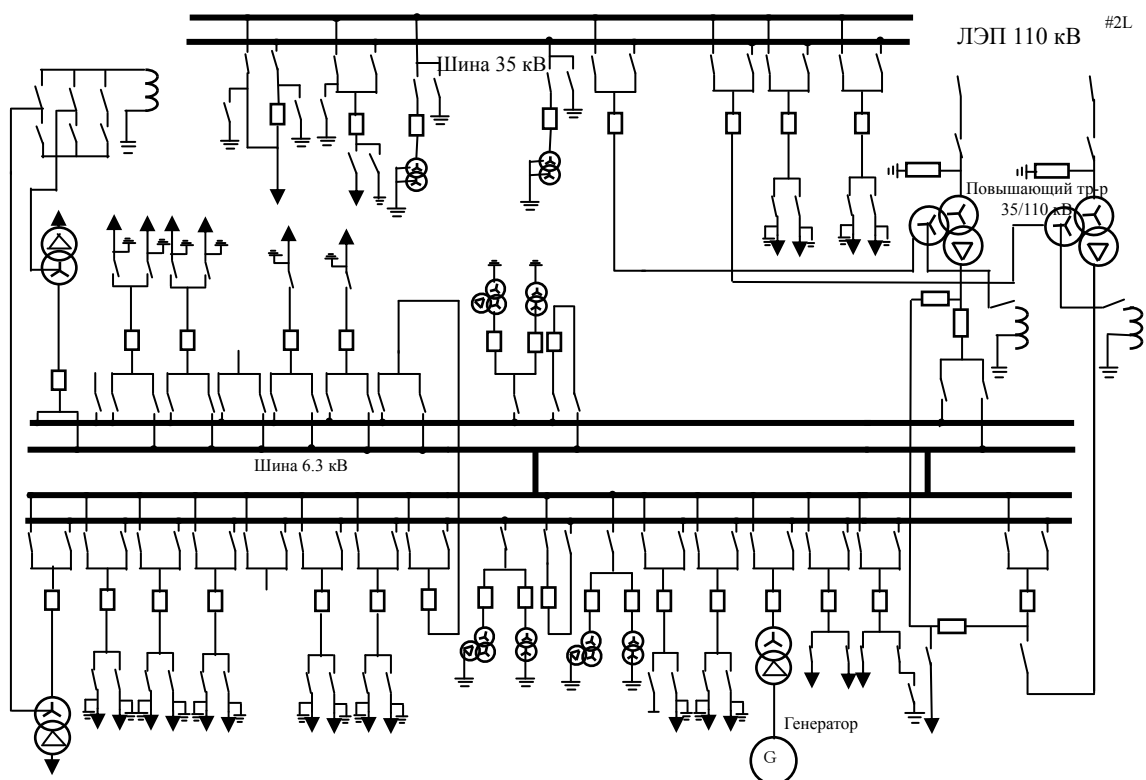 #2L
ЛЭП 110 кВ
Шина 35 кВ
Повышающий тр-р
35/110 кВ
Шина 6.3 кВ
Генератор
G